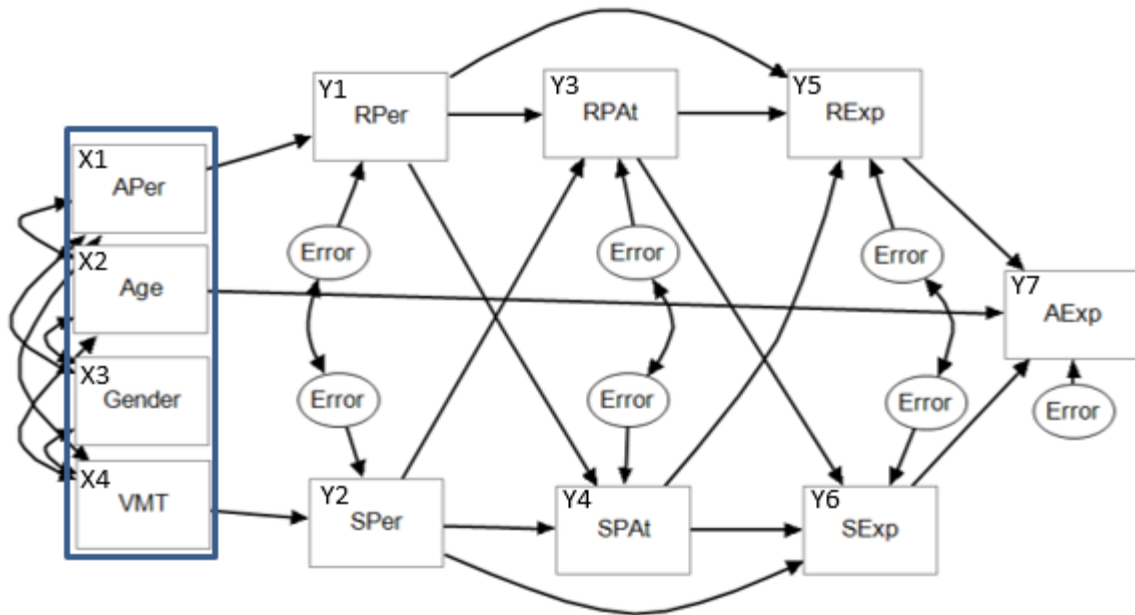 Y1
RPer
Y3
RPAt
Y5
RExp
X1
APer
X2
Age
X3
Gender
X4
VMT
Error
Error
Error
Y7
AExp
Error
Error
Error
Error
Y2
SPer
Y4
SPAt
Y6
SExp